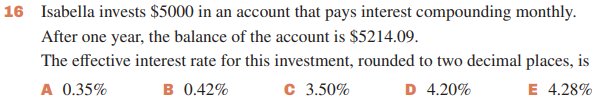 16 Isabella invests $5000 in an account that pays interest compounding monthly.
After one year, the balance of the account is $5214.09.
The effective interest rate for this investment, rounded to two decimal places, is
A 0.35% B 0.42% C 3.50% D 4.20% E 4.28%